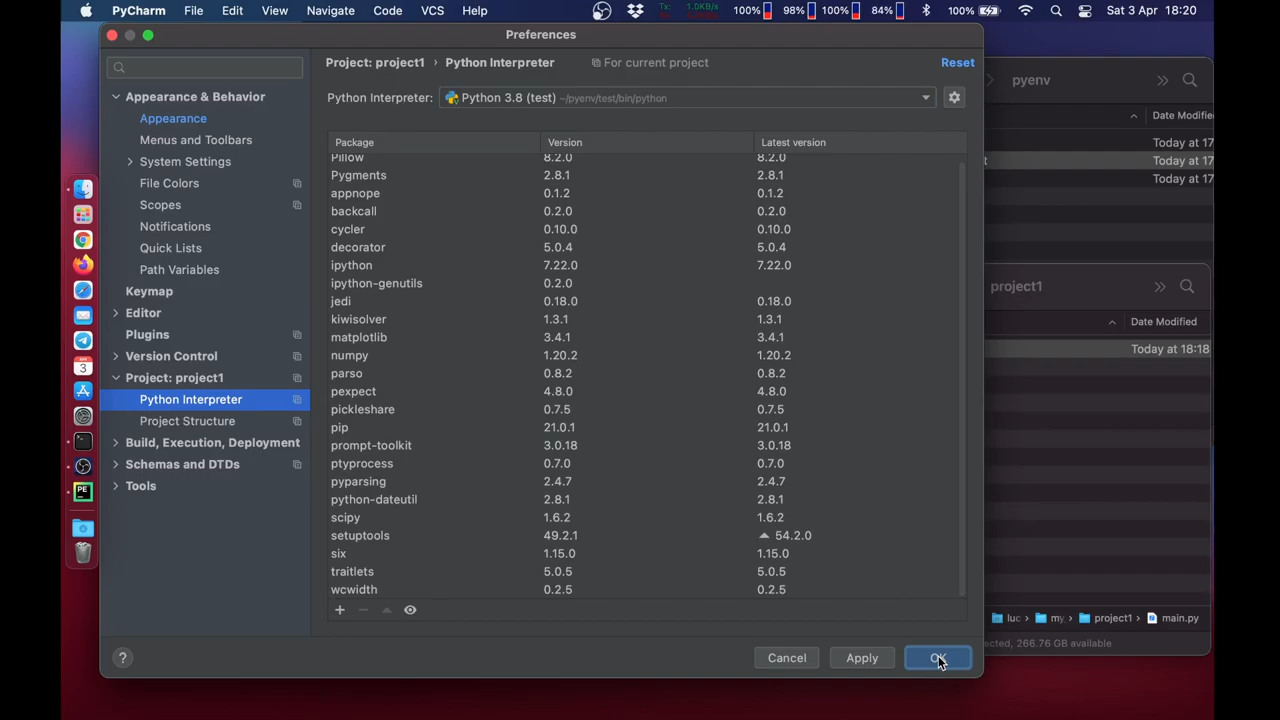 PyCharm File Edit View Navigate Code VCS Help Tx: 1.0KB/s 100% 98% 100% 84% 100% Sat 3 Apr 18:20
Preferences
Project: project1 › Python Interpreter For current project Reset
Python Interpreter: Python 3.8 (test) ~/pyenv/test/bin/python
Appearance & Behavior
Appearance
Menus and Toolbars
System Settings
File Colors
Scopes
Notifications
Quick Lists
Path Variables
Keymap
Editor
Plugins
Version Control
Project: project1
Python Interpreter
Project Structure
Build, Execution, Deployment
Schemas and DTDs
Tools
Package Version Latest version
Pillow 8.2.0 8.2.0
Pygments 2.8.1 2.8.1
appnope 0.1.2 0.1.2
backcall 0.2.0 0.2.0
cycler 0.10.0 0.10.0
decorator 5.0.4 5.0.4
ipython 7.22.0 7.22.0
ipython-genutils 0.2.0
jedi 0.18.0 0.18.0
kiwisolver 1.3.1 1.3.1
matplotlib 3.4.1 3.4.1
numpy 1.20.2 1.20.2
parso 0.8.2 0.8.2
pexpect 4.8.0 4.8.0
pickleshare 0.7.5 0.7.5
pip 21.0.1 21.0.1
prompt-toolkit 3.0.18 3.0.18
ptyprocess 0.7.0 0.7.0
pyparsing 2.4.7 2.4.7
python-dateutil 2.8.1 2.8.1
scipy 1.6.2 1.6.2
setuptools 49.2.1 54.2.0
six 1.15.0 1.15.0
traitlets 5.0.5 5.0.5
wcwidth 0.2.5 0.2.5
? Cancel Apply OK
pyenv
Date Modifie
Today at 17
t Today at 17
Today at 17
project1
Date Modified
Today at 18:18
luc › my › project1 › main.py
ected, 266.76 GB available
3
PE